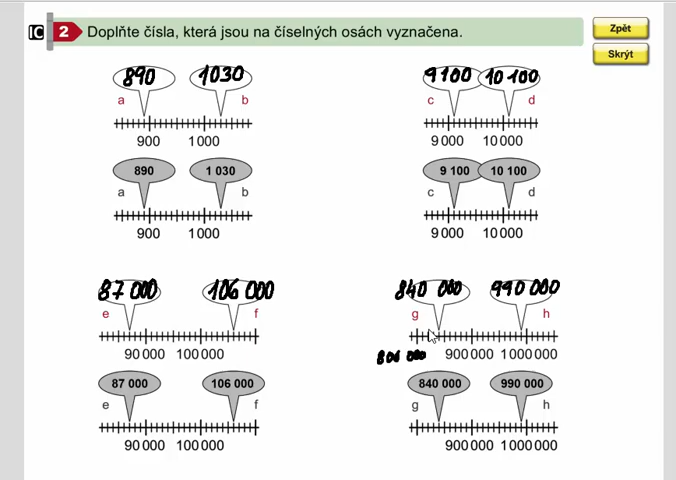 IC 2 Doplňte čísla, která jsou na číselných osách vyznačena.
Zpět
Skrýt
890 1030 9100 10 100
a b c d
900 1 000 9 000 10 000
890 1 030 9 100 10 100
a b c d
900 1 000 9 000 10 000
87 000 106 000 840 000 990 000
e f g h
90 000 100 000 900 000 1 000 000
806 000
87 000 106 000 840 000 990 000
e f g h
90 000 100 000 900 000 1 000 000